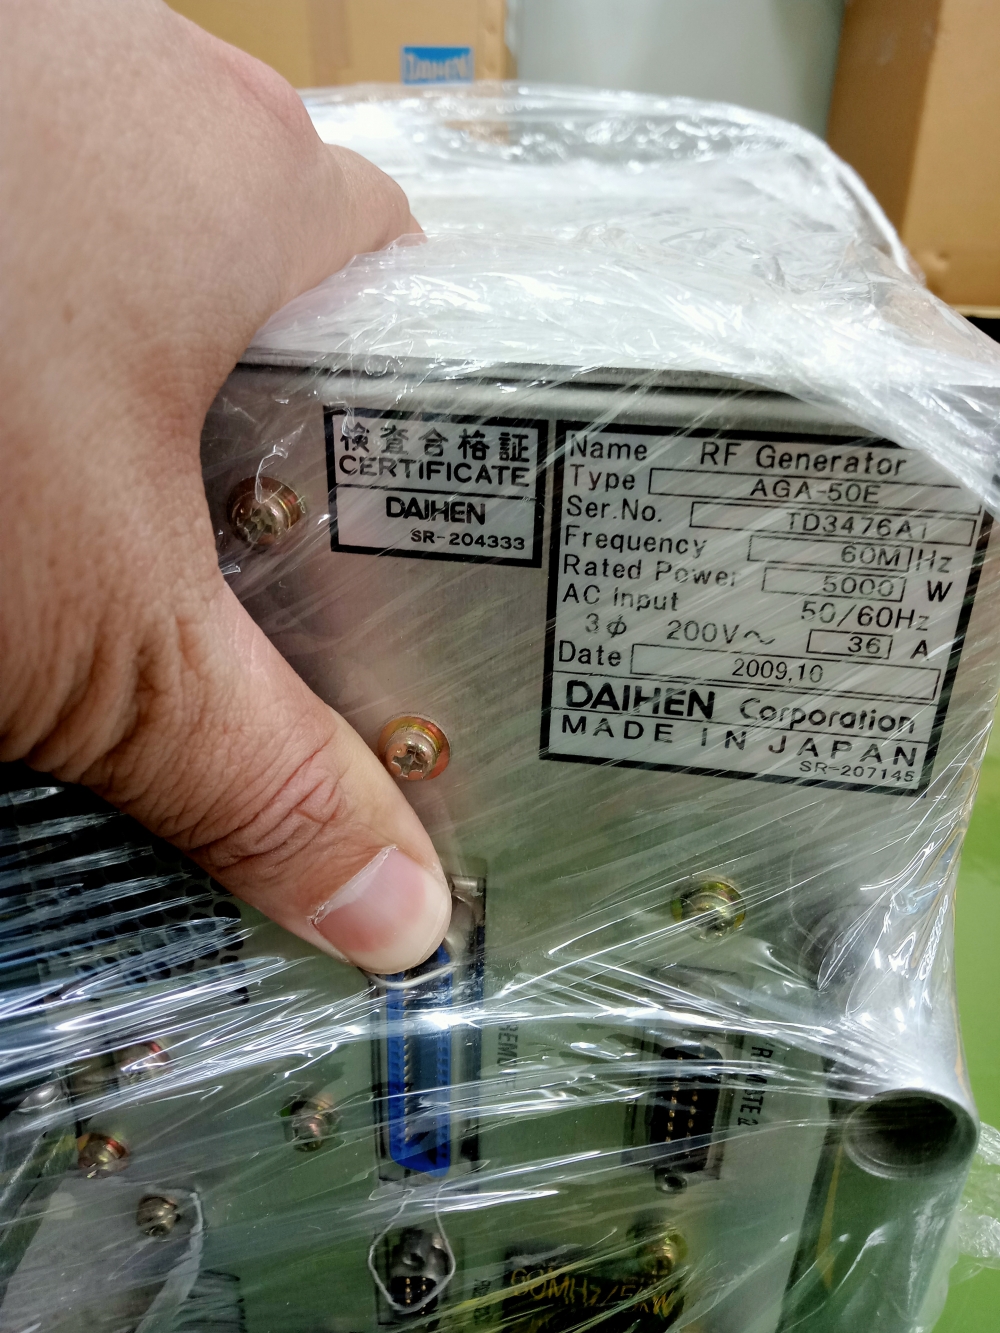 DAIHEN
検査合格証
CERTIFICATE
DAIHEN
SR-204333
Name RF Generator
Type AGA-50E
Ser.No. TD3476A1
Frequency 60M Hz
Rated Power 5000 W
AC Input 50/60Hz
3φ 200V～ 36 A
Date 2009.10
DAIHEN Corporation
MADE IN JAPAN
SR-207145
60MHz/5KW